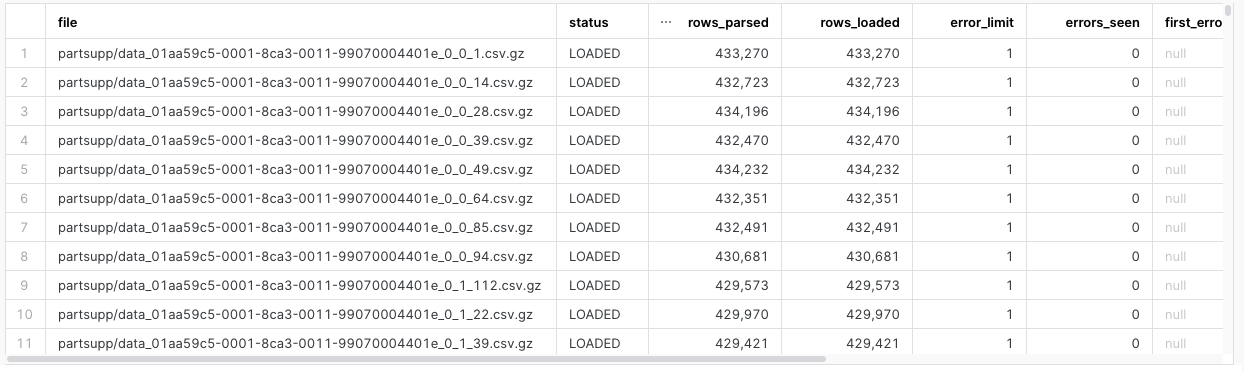 file status ... rows_parsed rows_loaded error_limit errors_seen first_erro
1 partsupp/data_01aa59c5-0001-8ca3-0011-99070004401e_0_0_1.csv.gz LOADED 433,270 433,270 1 0 null
2 partsupp/data_01aa59c5-0001-8ca3-0011-99070004401e_0_0_14.csv.gz LOADED 432,723 432,723 1 0 null
3 partsupp/data_01aa59c5-0001-8ca3-0011-99070004401e_0_0_28.csv.gz LOADED 434,196 434,196 1 0 null
4 partsupp/data_01aa59c5-0001-8ca3-0011-99070004401e_0_0_39.csv.gz LOADED 432,470 432,470 1 0 null
5 partsupp/data_01aa59c5-0001-8ca3-0011-99070004401e_0_0_49.csv.gz LOADED 434,232 434,232 1 0 null
6 partsupp/data_01aa59c5-0001-8ca3-0011-99070004401e_0_0_64.csv.gz LOADED 432,351 432,351 1 0 null
7 partsupp/data_01aa59c5-0001-8ca3-0011-99070004401e_0_0_85.csv.gz LOADED 432,491 432,491 1 0 null
8 partsupp/data_01aa59c5-0001-8ca3-0011-99070004401e_0_0_94.csv.gz LOADED 430,681 430,681 1 0 null
9 partsupp/data_01aa59c5-0001-8ca3-0011-99070004401e_0_1_112.csv.gz LOADED 429,573 429,573 1 0 null
10 partsupp/data_01aa59c5-0001-8ca3-0011-99070004401e_0_1_22.csv.gz LOADED 429,970 429,970 1 0 null
11 partsupp/data_01aa59c5-0001-8ca3-0011-99070004401e_0_1_39.csv.gz LOADED 429,421 429,421 1 0 null